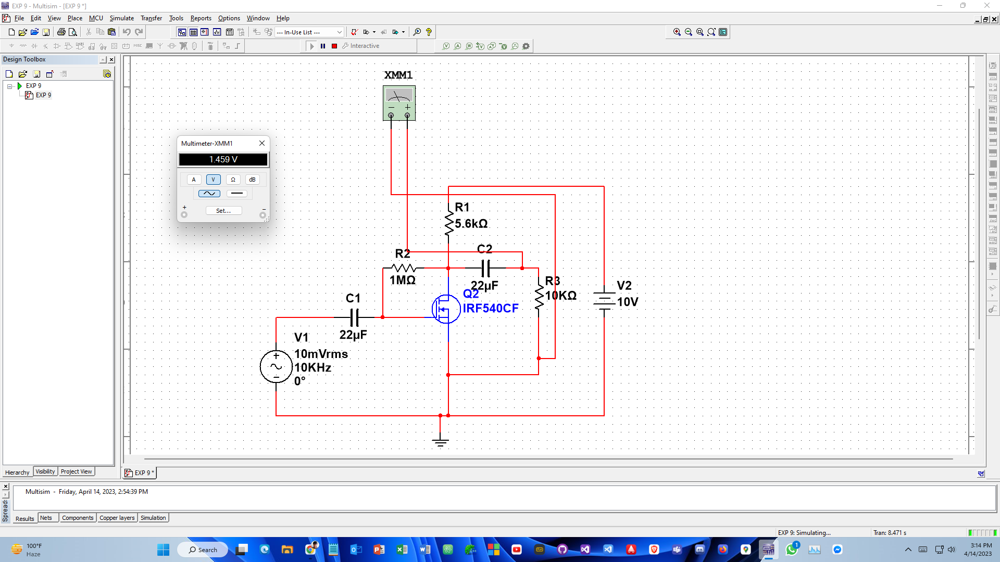 EXP 9 - Multisim - [EXP 9 *]
File Edit View Place MCU Simulate Transfer Tools Reports Options Window Help
--- In-Use List ---
Interactive
Design Toolbox
EXP 9
EXP 9
XMM1
Multimeter-XMM1
1.459 V
A V Ω dB
Set...
R1
5.6kΩ
R2
1MΩ
C2
22µF
R3
10KΩ
V2
10V
Q2
IRF540CF
C1
22µF
V1
10mVrms
10KHz
0°
Hierarchy Visibility Project View
EXP 9 *
Multisim - Friday, April 14, 2023, 2:54:39 PM
Results Nets Components Copper layers Simulation
EXP 9: Simulating... Tran: 8.471 s
100°F
Haze
Search
1
3:14 PM
4/14/2023